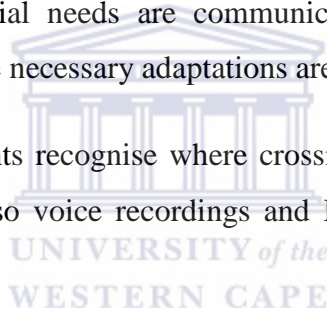 ial needs are communic
necessary adaptations are
nts recognise where crossi
so voice recordings and
UNIVERSITY of the
WESTERN CAPE